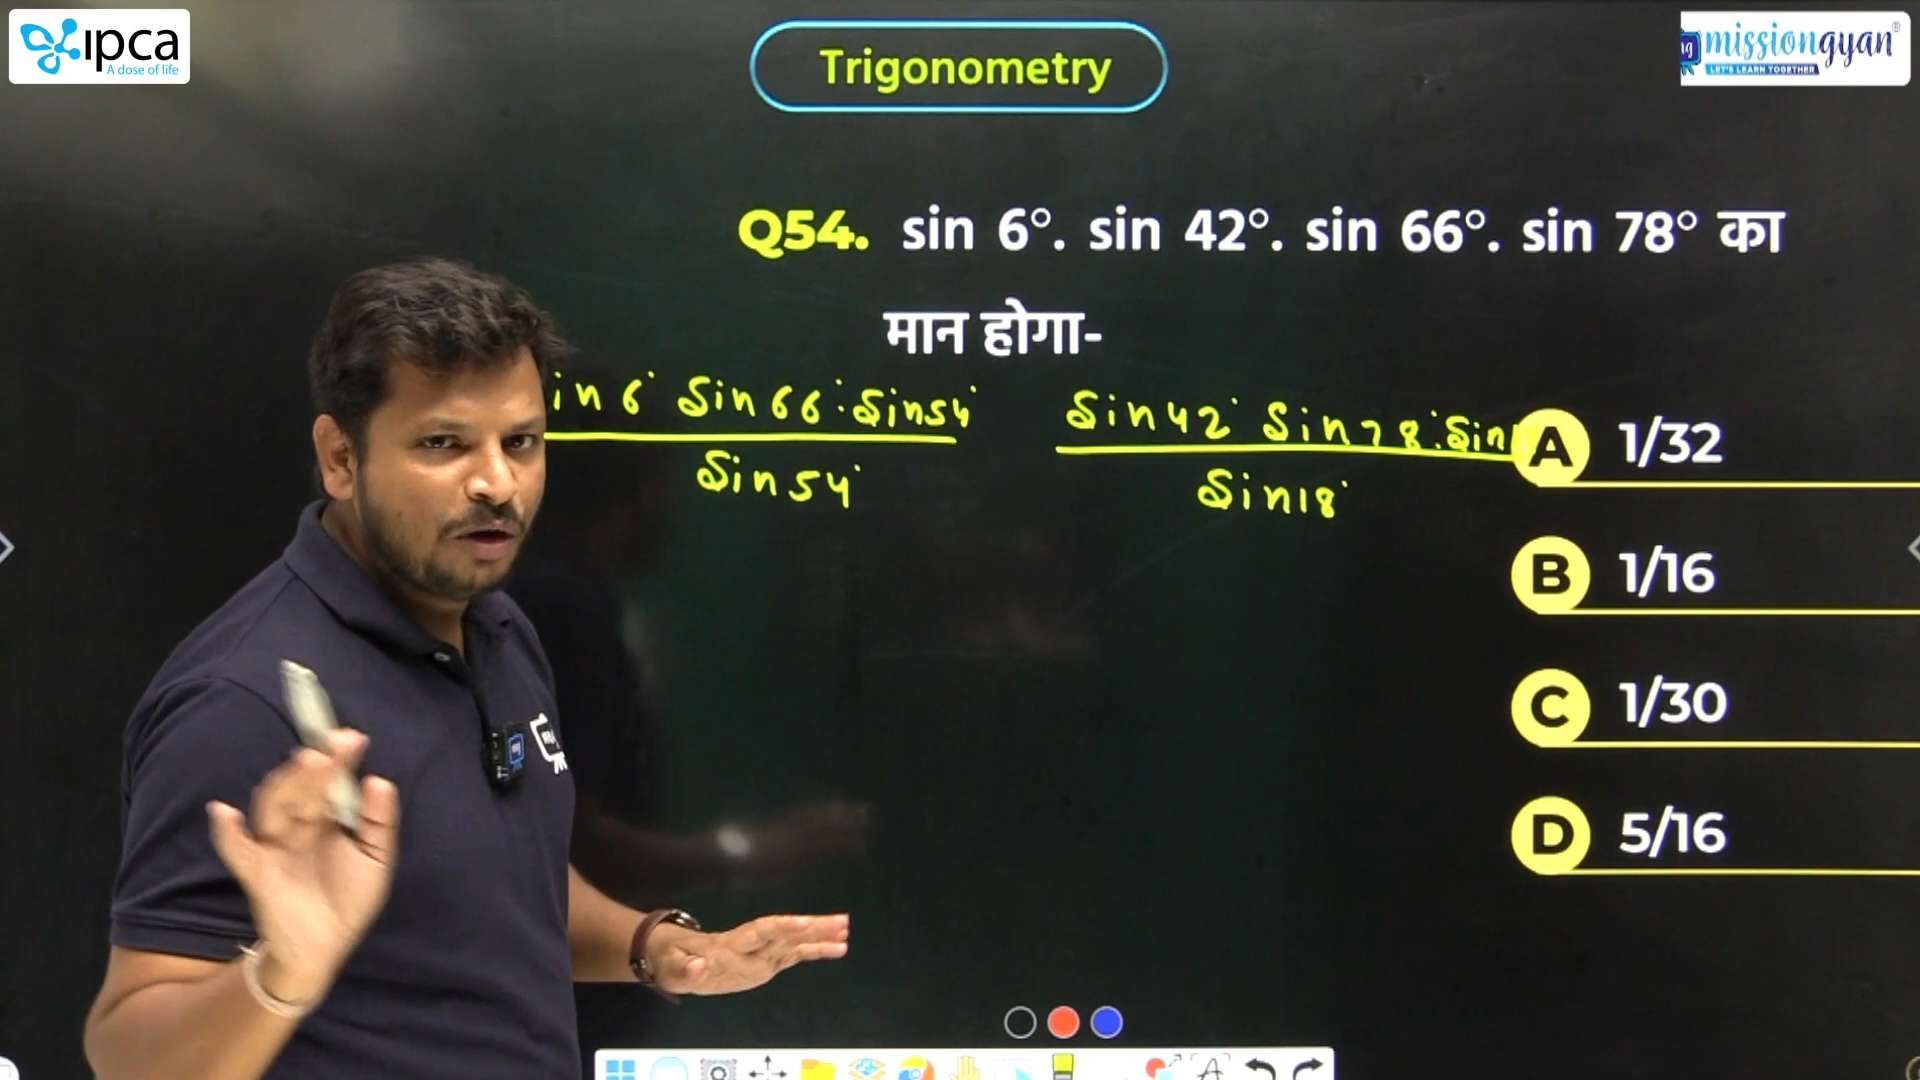 ipca
A dose of life
Trigonometry
missiongyan®
LET'S LEARN TOGETHER
Q54. sin 6°. sin 42°. sin 66°. sin 78° का
मान होगा-
in 6° Sin 66°. Sin 54°
Sin 54°
Sin 42° Sin 78°. Sin
Sin 18°
A 1/32
B 1/16
C 1/30
D 5/16